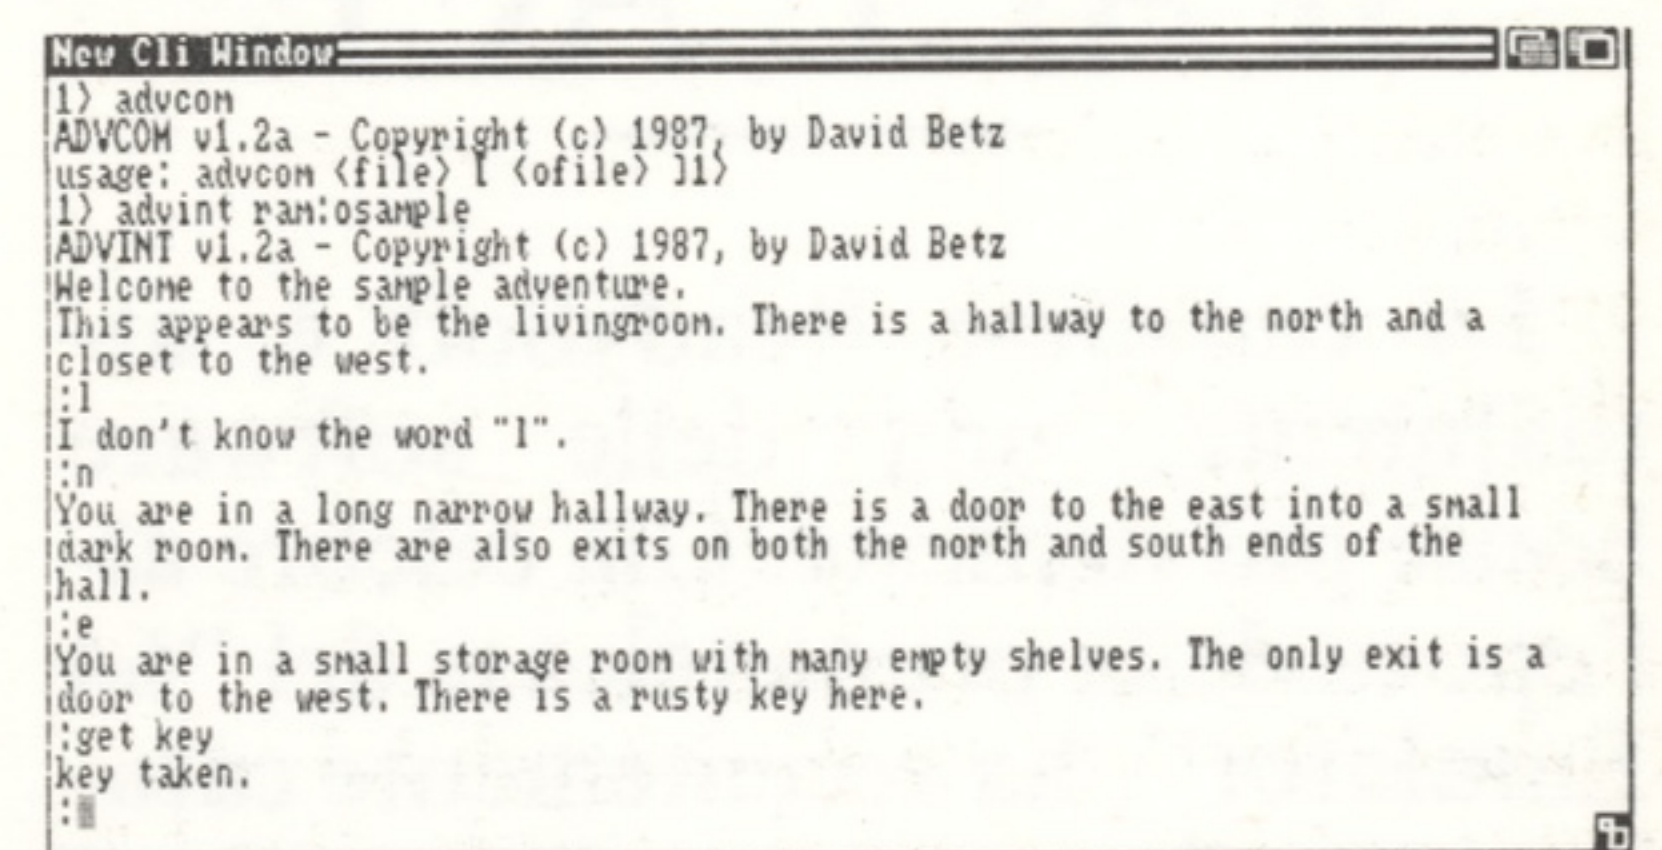 New Cli Window
1> advcom
ADVCOM v1.2a - Copyright (c) 1987, by David Betz
usage: advcom <file> [ <ofile> ]1>
1> advint ram:osample
ADVINT v1.2a - Copyright (c) 1987, by David Betz
Welcome to the sample adventure.
This appears to be the livingroom. There is a hallway to the north and a
closet to the west.
:l
I don't know the word "l".
:n
You are in a long narrow hallway. There is a door to the east into a small
dark room. There are also exits on both the north and south ends of the
hall.
:e
You are in a small storage room with many empty shelves. The only exit is a
door to the west. There is a rusty key here.
:get key
key taken.
: